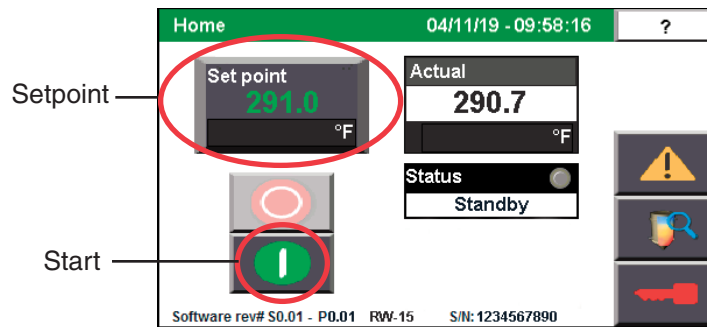 Home 04/11/19 - 09:58:16 ?
Setpoint
Set point
291.0
°F
Actual
290.7
°F
Status
Standby
Start
Software rev# S0.01 - P0.01 RW-15 S/N: 1234567890